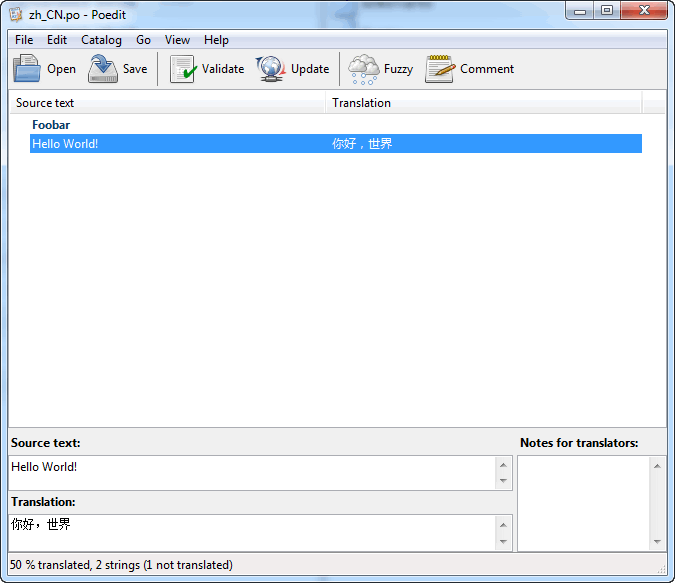 zh_CN.po - Poedit
File Edit Catalog Go View Help
Open Save Validate Update Fuzzy Comment
Source text Translation
Foobar
Hello World! 你好，世界
Source text: Notes for translators:
Hello World!
Translation:
你好，世界
50 % translated, 2 strings (1 not translated)